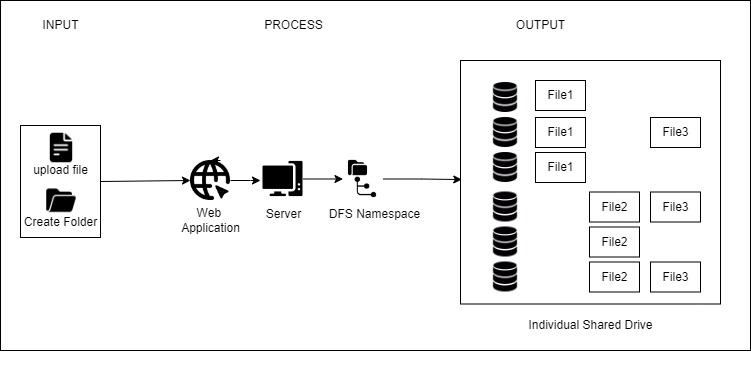 INPUT
PROCESS
OUTPUT
upload file
Create Folder
Web
Application
Server
DFS Namespace
File1
File1
File3
File1
File2
File3
File2
File2
File3
Individual Shared Drive